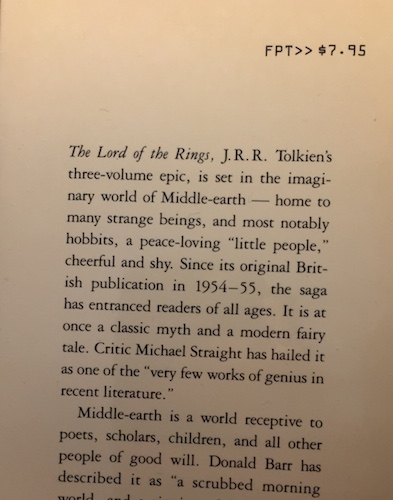 FPT>> $7.95
The Lord of the Rings, J.R.R. Tolkien's
three-volume epic, is set in the imagi-
nary world of Middle-earth — home to
many strange beings, and most notably
hobbits, a peace-loving "little people,"
cheerful and shy. Since its original Brit-
ish publication in 1954–55, the saga
has entranced readers of all ages. It is at
once a classic myth and a modern fairy
tale. Critic Michael Straight has hailed it
as one of the "very few works of genius in
recent literature."
Middle-earth is a world receptive to
poets, scholars, children, and all other
people of good will. Donald Barr has
described it as "a scrubbed morning
world, and